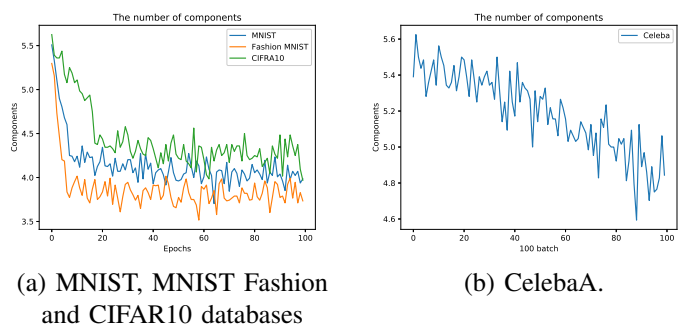 The number of components
MNIST
Fashion MNIST
CIFRA10
Components
5.5
5.0
4.5
4.0
3.5
0
20
40
60
80
100
Epochs
(a) MNIST, MNIST Fashion
and CIFAR10 databases
The number of components
Celeba
Components
5.6
5.4
5.2
5.0
4.8
4.6
0
20
40
60
80
100
100 batch
(b) CelebaA.